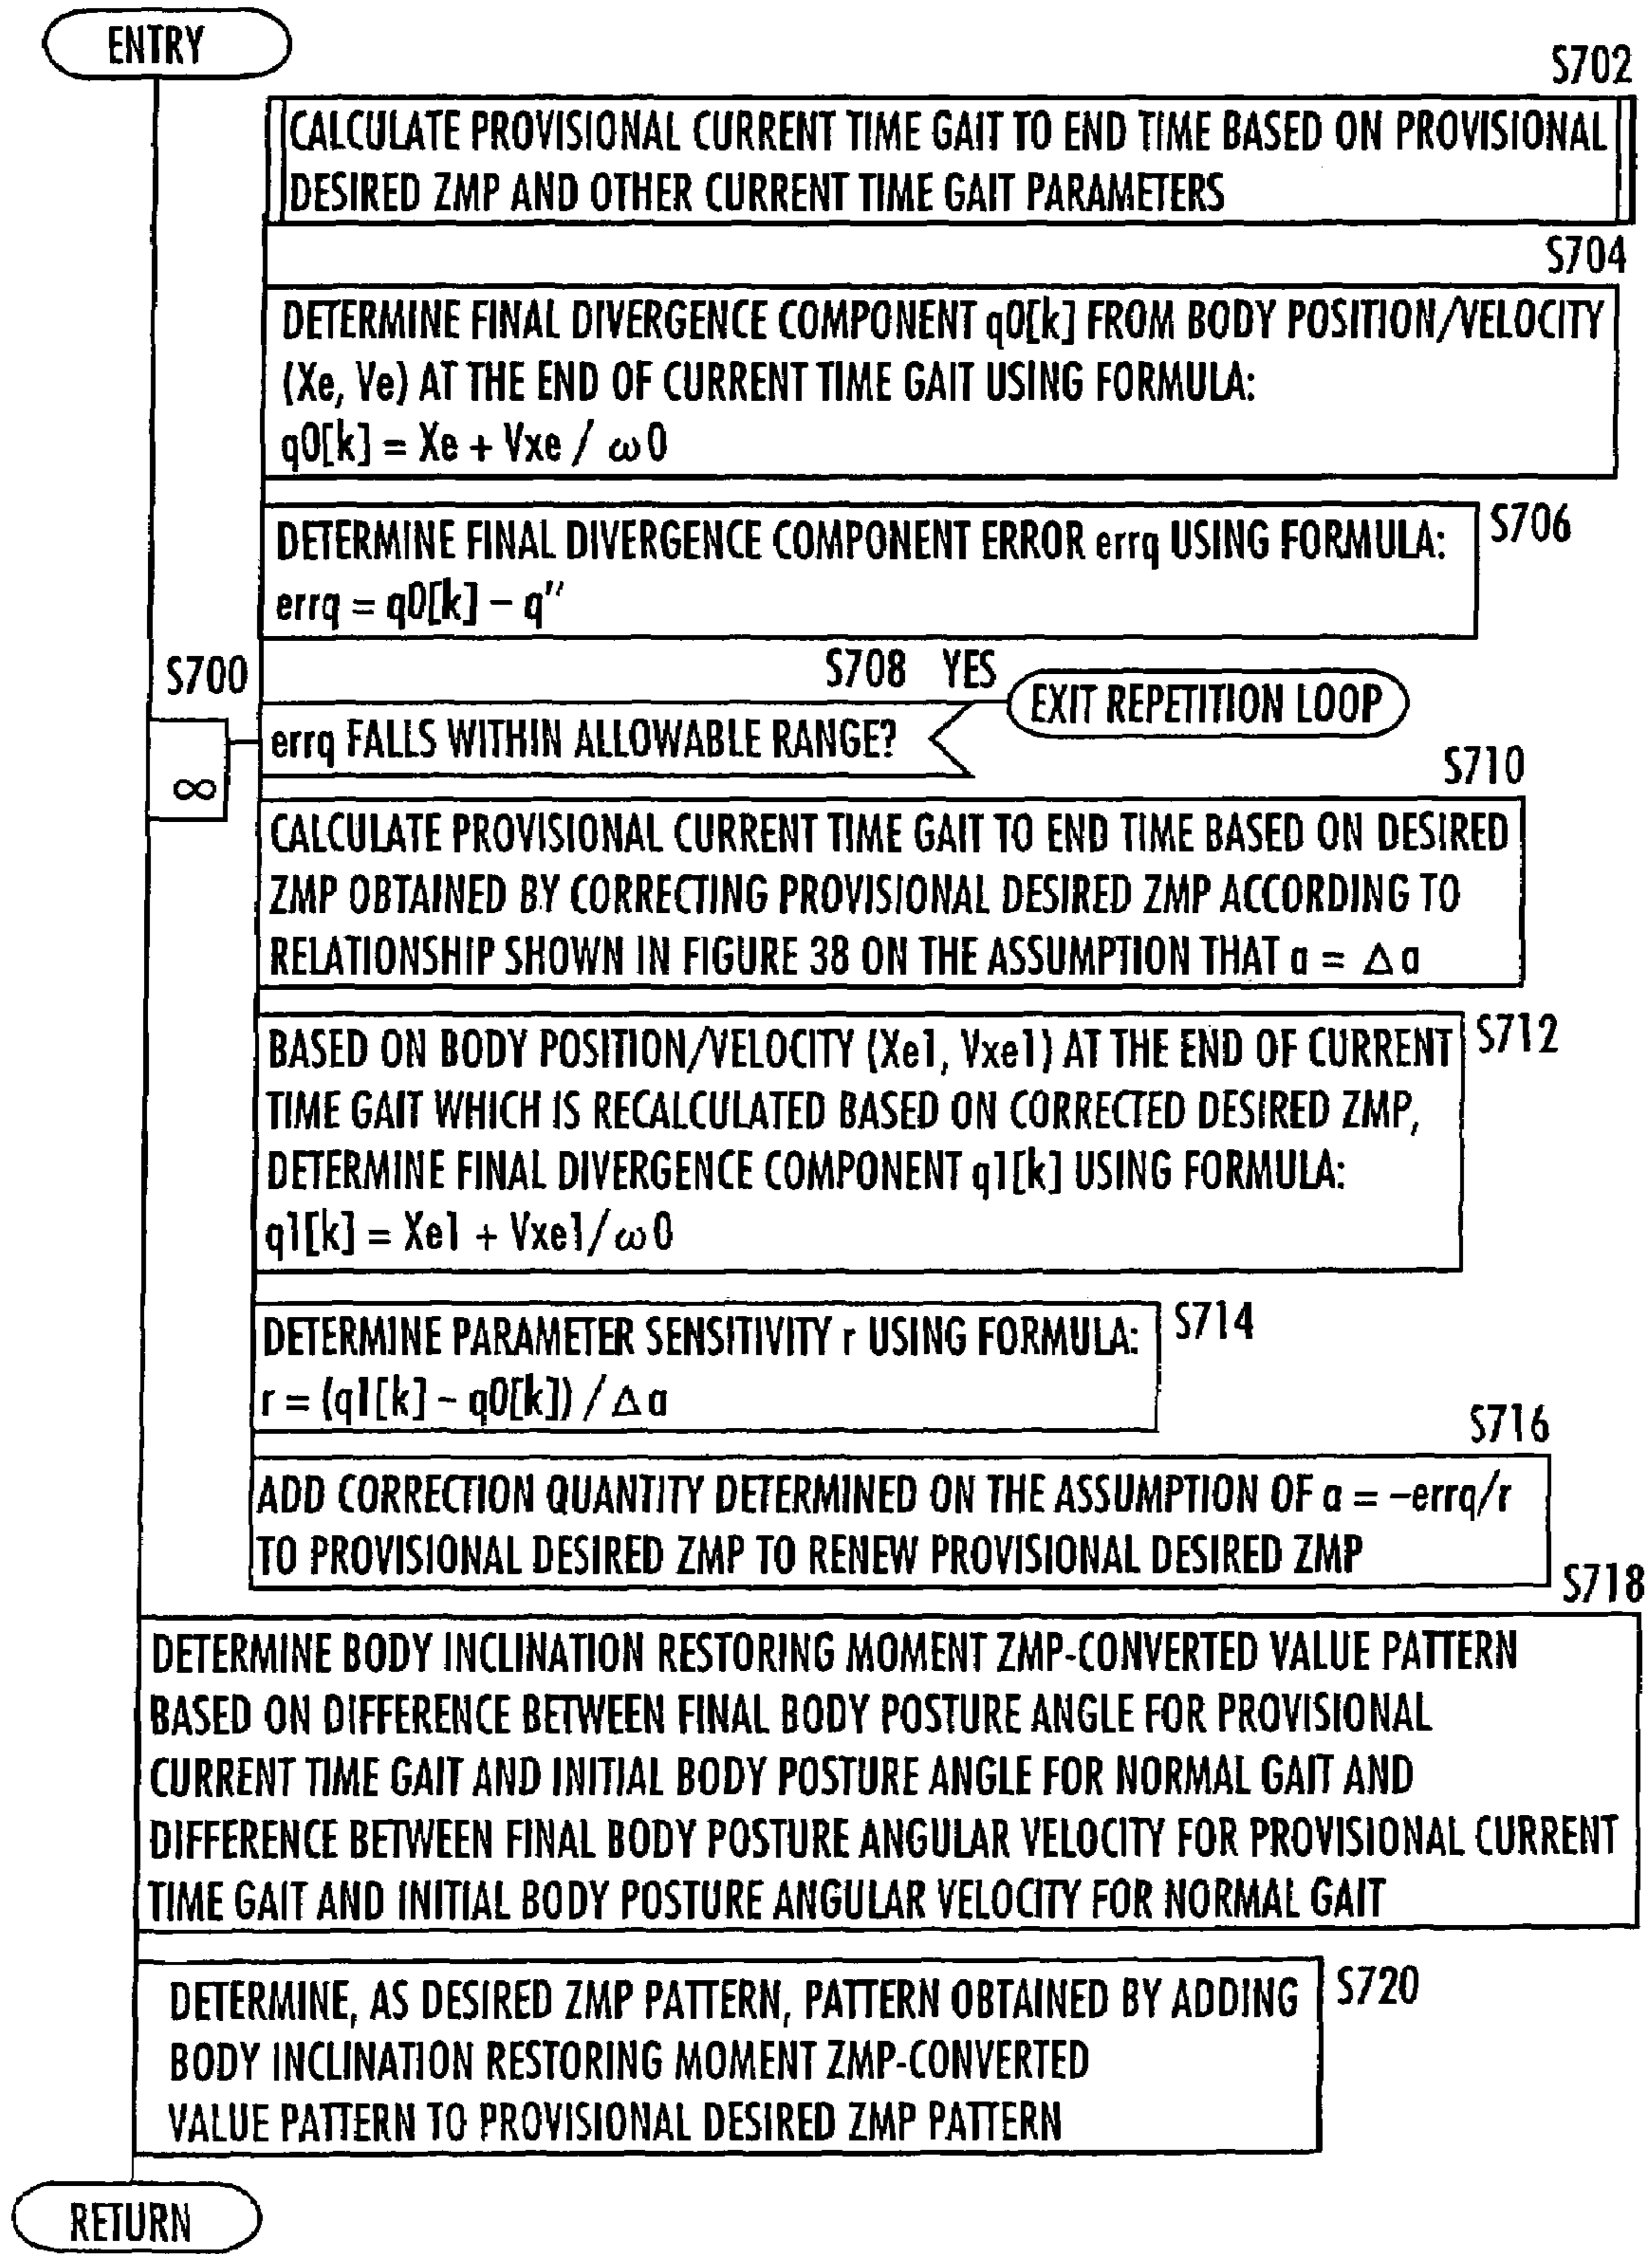 ENTRY
S702
CALCULATE PROVISIONAL CURRENT TIME GAIT TO END TIME BASED ON PROVISIONAL
DESIRED ZMP AND OTHER CURRENT TIME GAIT PARAMETERS
S704
DETERMINE FINAL DIVERGENCE COMPONENT q0[k] FROM BODY POSITION/VELOCITY
(Xe, Ve) AT THE END OF CURRENT TIME GAIT USING FORMULA:
q0[k] = Xe + Vxe / ω0
DETERMINE FINAL DIVERGENCE COMPONENT ERROR errq USING FORMULA:
errq = q0[k] − q″
S706
S700
∞
S708 YES
errq FALLS WITHIN ALLOWABLE RANGE?
EXIT REPETITION LOOP
S710
CALCULATE PROVISIONAL CURRENT TIME GAIT TO END TIME BASED ON DESIRED
ZMP OBTAINED BY CORRECTING PROVISIONAL DESIRED ZMP ACCORDING TO
RELATIONSHIP SHOWN IN FIGURE 38 ON THE ASSUMPTION THAT a = Δa
BASED ON BODY POSITION/VELOCITY (Xe1, Vxe1) AT THE END OF CURRENT
TIME GAIT WHICH IS RECALCULATED BASED ON CORRECTED DESIRED ZMP,
DETERMINE FINAL DIVERGENCE COMPONENT q1[k] USING FORMULA:
q1[k] = Xe1 + Vxe1/ω0
S712
DETERMINE PARAMETER SENSITIVITY r USING FORMULA:
r = (q1[k] − q0[k]) / Δa
S714
S716
ADD CORRECTION QUANTITY DETERMINED ON THE ASSUMPTION OF a = −errq/r
TO PROVISIONAL DESIRED ZMP TO RENEW PROVISIONAL DESIRED ZMP
S718
DETERMINE BODY INCLINATION RESTORING MOMENT ZMP-CONVERTED VALUE PATTERN
BASED ON DIFFERENCE BETWEEN FINAL BODY POSTURE ANGLE FOR PROVISIONAL
CURRENT TIME GAIT AND INITIAL BODY POSTURE ANGLE FOR NORMAL GAIT AND
DIFFERENCE BETWEEN FINAL BODY POSTURE ANGULAR VELOCITY FOR PROVISIONAL CURRENT
TIME GAIT AND INITIAL BODY POSTURE ANGULAR VELOCITY FOR NORMAL GAIT
DETERMINE, AS DESIRED ZMP PATTERN, PATTERN OBTAINED BY ADDING
BODY INCLINATION RESTORING MOMENT ZMP-CONVERTED
VALUE PATTERN TO PROVISIONAL DESIRED ZMP PATTERN
S720
RETURN